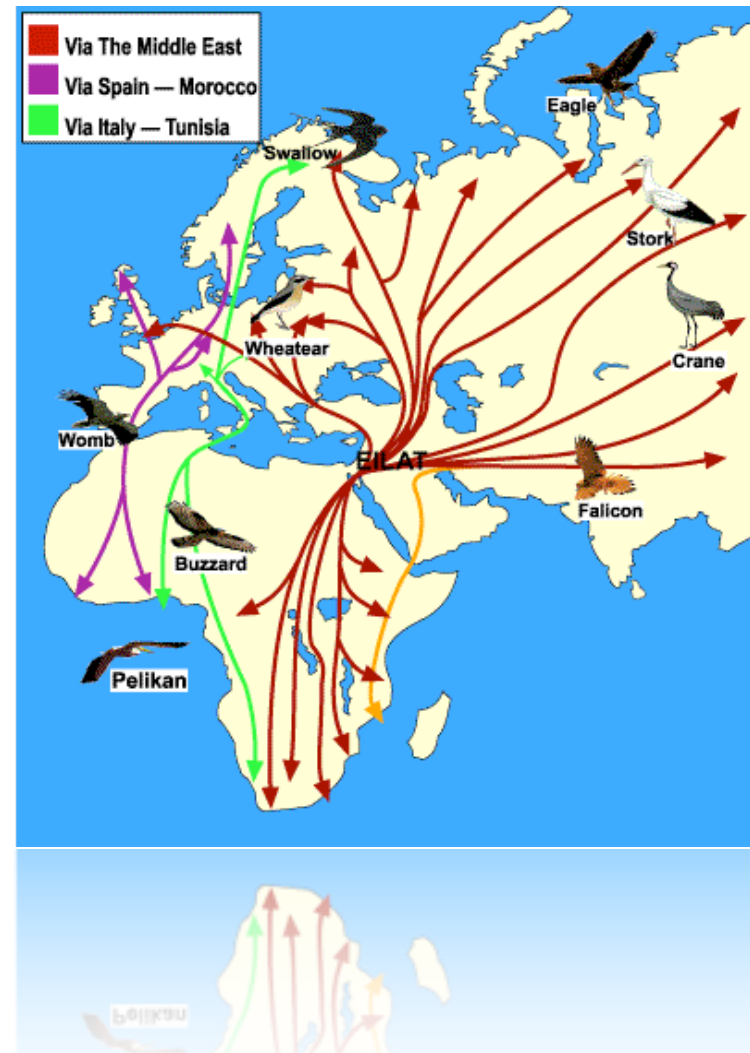 Via The Middle East
Via Spain — Morocco
Via Italy — Tunisia
Eagle
Swallow
Stork
Wheatear
Crane
Womb
EILAT
Falicon
Buzzard
Pelikan
Pelikan